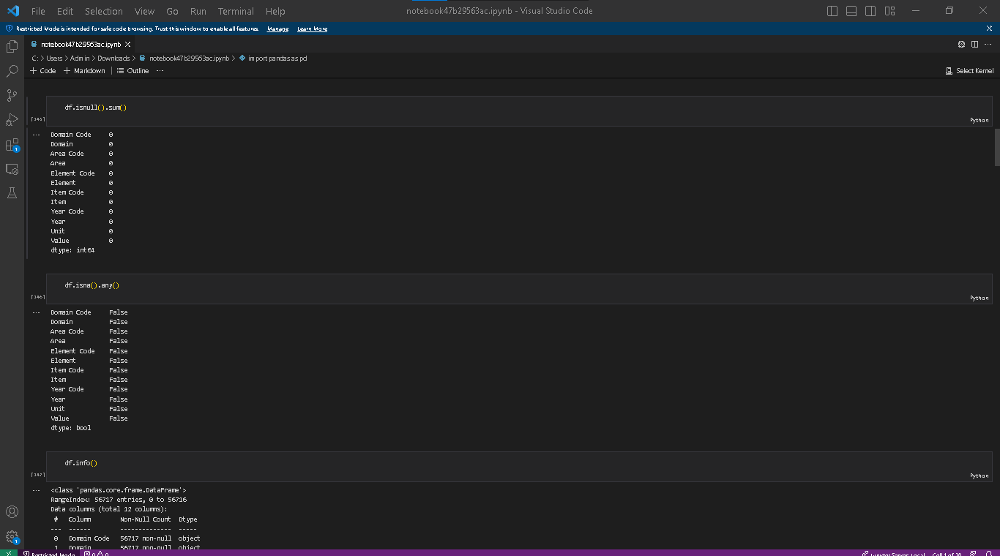 File Edit Selection View Go Run Terminal Help notebook47b29563ac.ipynb - Visual Studio Code
Restricted Mode is intended for safe code browsing. Trust this window to enable all features. Manage Learn More
notebook47b29563ac.ipynb
C: > Users > Admin > Downloads > notebook47b29563ac.ipynb > import pandas as pd
+ Code + Markdown Outline ... Select Kernel
df.isnull().sum()
Python
Domain Code 0
Domain 0
Area Code 0
Area 0
Element Code 0
Element 0
Item Code 0
Item 0
Year Code 0
Year 0
Unit 0
Value 0
dtype: int64
df.isna().any()
[346]
Python
Domain Code False
Domain False
Area Code False
Area False
Element Code False
Element False
Item Code False
Item False
Year Code False
Year False
Unit False
Value False
dtype: bool
df.info()
[347]
Python
<class 'pandas.core.frame.DataFrame'>
RangeIndex: 56717 entries, 0 to 56716
Data columns (total 12 columns):
# Column Non-Null Count Dtype
--- ------ -------------- -----
0 Domain Code 56717 non-null object
1 Domain 56717 non-null object
Restricted Mode 0 0 Jupyter Server: Local Cell 1 of 28